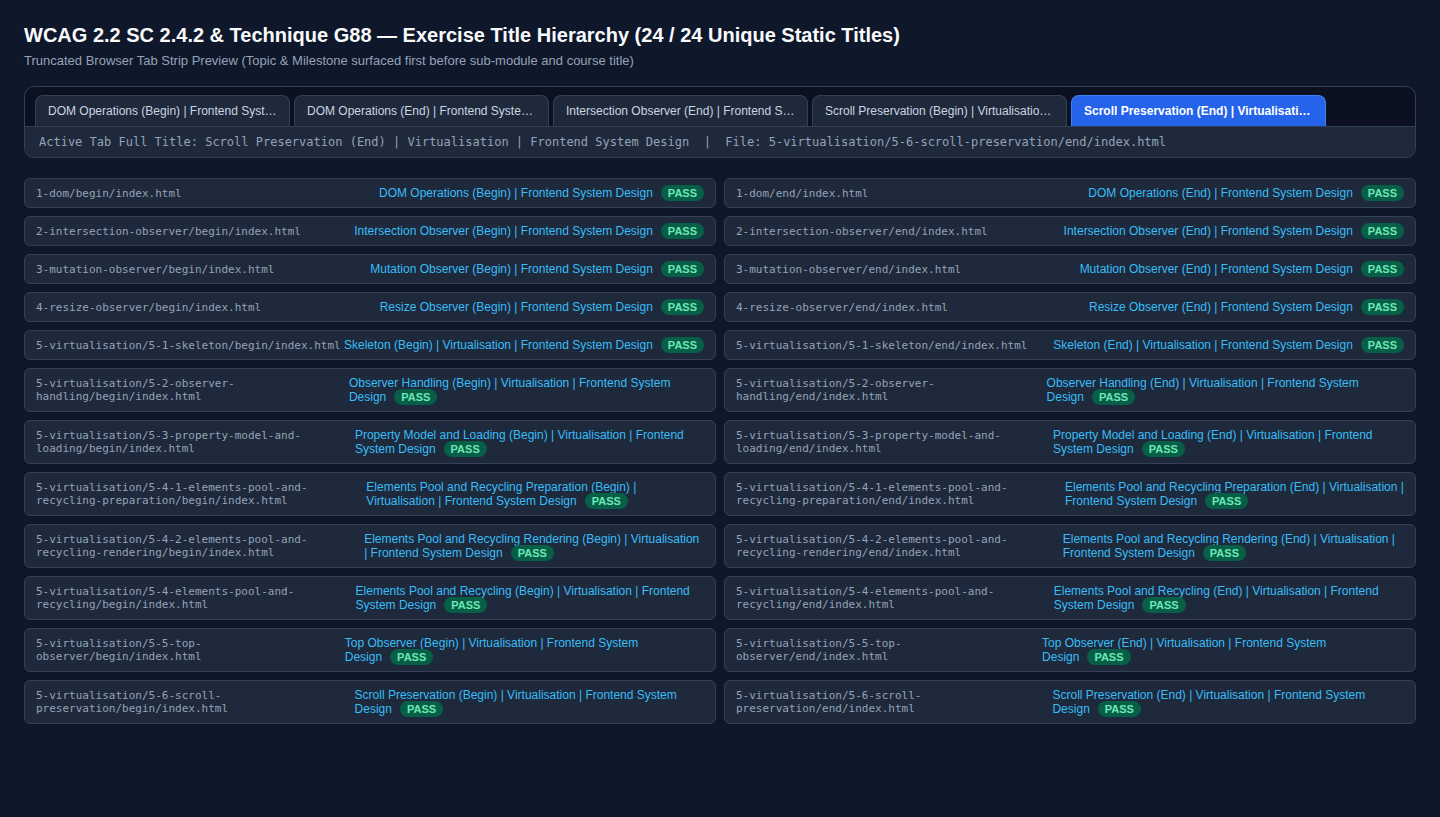 WCAG 2.2 SC 2.4.2 & Technique G88 — Exercise Title Hierarchy (24 / 24 Unique Static Titles)
Truncated Browser Tab Strip Preview (Topic & Milestone surfaced first before sub-module and course title)
DOM Operations (Begin) | Frontend Syst…
DOM Operations (End) | Frontend Syste…
Intersection Observer (End) | Frontend S…
Scroll Preservation (Begin) | Virtualisatio…
Scroll Preservation (End) | Virtualisati…
Active Tab Full Title: Scroll Preservation (End) | Virtualisation | Frontend System Design | File: 5-virtualisation/5-6-scroll-preservation/end/index.html
1-dom/begin/index.html DOM Operations (Begin) | Frontend System Design PASS
1-dom/end/index.html DOM Operations (End) | Frontend System Design PASS
2-intersection-observer/begin/index.html Intersection Observer (Begin) | Frontend System Design PASS
2-intersection-observer/end/index.html Intersection Observer (End) | Frontend System Design PASS
3-mutation-observer/begin/index.html Mutation Observer (Begin) | Frontend System Design PASS
3-mutation-observer/end/index.html Mutation Observer (End) | Frontend System Design PASS
4-resize-observer/begin/index.html Resize Observer (Begin) | Frontend System Design PASS
4-resize-observer/end/index.html Resize Observer (End) | Frontend System Design PASS
5-virtualisation/5-1-skeleton/begin/index.html Skeleton (Begin) | Virtualisation | Frontend System Design PASS
5-virtualisation/5-1-skeleton/end/index.html Skeleton (End) | Virtualisation | Frontend System Design PASS
5-virtualisation/5-2-observer-
handling/begin/index.html
Observer Handling (Begin) | Virtualisation | Frontend System
Design PASS
5-virtualisation/5-2-observer-
handling/end/index.html
Observer Handling (End) | Virtualisation | Frontend System
Design PASS
5-virtualisation/5-3-property-model-and-
loading/begin/index.html
Property Model and Loading (Begin) | Virtualisation | Frontend
System Design PASS
5-virtualisation/5-3-property-model-and-
loading/end/index.html
Property Model and Loading (End) | Virtualisation | Frontend
System Design PASS
5-virtualisation/5-4-1-elements-pool-and-
recycling-preparation/begin/index.html
Elements Pool and Recycling Preparation (Begin) |
Virtualisation | Frontend System Design PASS
5-virtualisation/5-4-1-elements-pool-and-
recycling-preparation/end/index.html
Elements Pool and Recycling Preparation (End) | Virtualisation |
Frontend System Design PASS
5-virtualisation/5-4-2-elements-pool-and-
recycling-rendering/begin/index.html
Elements Pool and Recycling Rendering (Begin) | Virtualisation
| Frontend System Design PASS
5-virtualisation/5-4-2-elements-pool-and-
recycling-rendering/end/index.html
Elements Pool and Recycling Rendering (End) | Virtualisation |
Frontend System Design PASS
5-virtualisation/5-4-elements-pool-and-
recycling/begin/index.html
Elements Pool and Recycling (Begin) | Virtualisation | Frontend
System Design PASS
5-virtualisation/5-4-elements-pool-and-
recycling/end/index.html
Elements Pool and Recycling (End) | Virtualisation | Frontend
System Design PASS
5-virtualisation/5-5-top-
observer/begin/index.html
Top Observer (Begin) | Virtualisation | Frontend System
Design PASS
5-virtualisation/5-5-top-
observer/end/index.html
Top Observer (End) | Virtualisation | Frontend System
Design PASS
5-virtualisation/5-6-scroll-
preservation/begin/index.html
Scroll Preservation (Begin) | Virtualisation | Frontend System
Design PASS
5-virtualisation/5-6-scroll-
preservation/end/index.html
Scroll Preservation (End) | Virtualisation | Frontend System
Design PASS